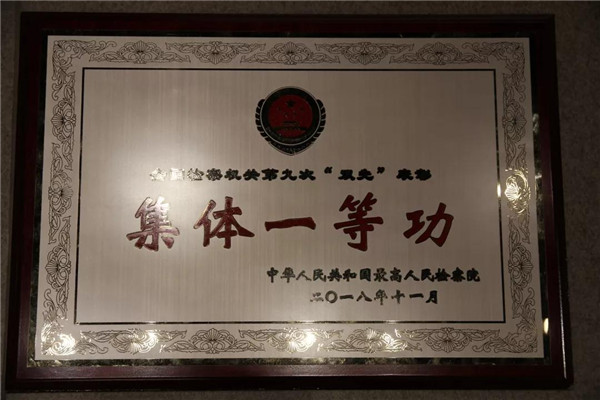 全国检察机关第九次“双先”表彰
集体一等功
中华人民共和国最高人民检察院
二〇一八年十一月